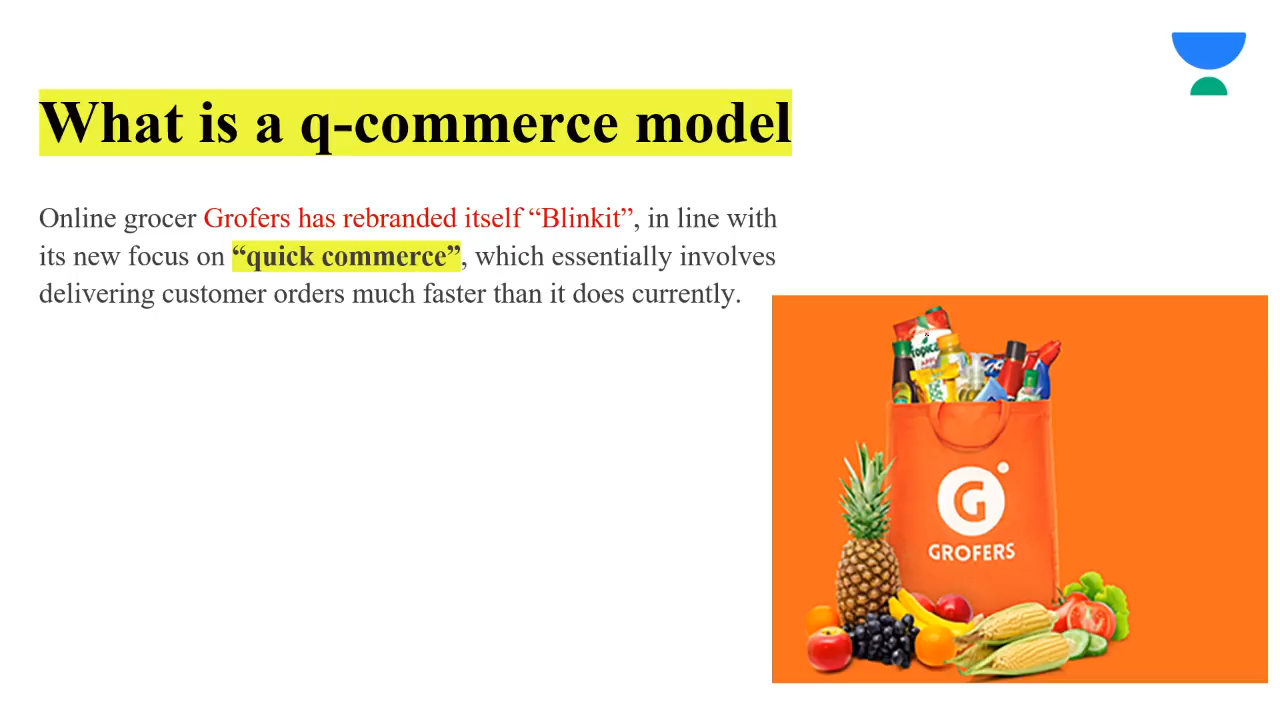 What is a q-commerce model
Online grocer Grofers has rebranded itself “Blinkit”, in line with
its new focus on “quick commerce”, which essentially involves
delivering customer orders much faster than it does currently.
G
GROFERS